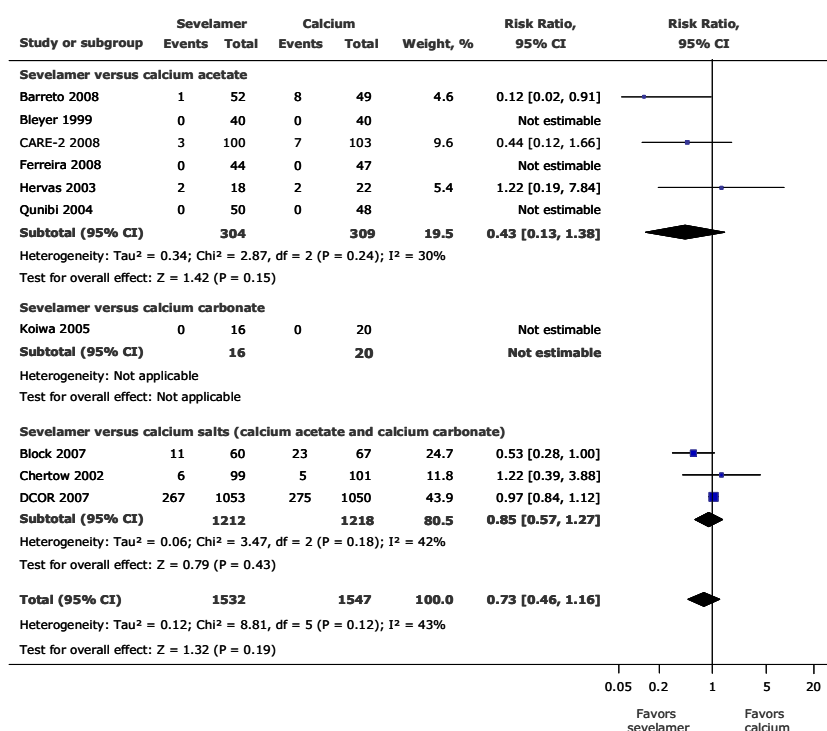 Sevelamer Calcium Risk Ratio, Risk Ratio,
Study or subgroup Events Total Events Total Weight, % 95% CI 95% CI
Sevelamer versus calcium acetate
Barreto 2008 1 52 8 49 4.6 0.12 [0.02, 0.91]
Bleyer 1999 0 40 0 40 Not estimable
CARE-2 2008 3 100 7 103 9.6 0.44 [0.12, 1.66]
Ferreira 2008 0 44 0 47 Not estimable
Hervas 2003 2 18 2 22 5.4 1.22 [0.19, 7.84]
Qunibi 2004 0 50 0 48 Not estimable
Subtotal (95% CI) 304 309 19.5 0.43 [0.13, 1.38]
Heterogeneity: Tau² = 0.34; Chi² = 2.87, df = 2 (P = 0.24); I² = 30%
Test for overall effect: Z = 1.42 (P = 0.15)
Sevelamer versus calcium carbonate
Koiwa 2005 0 16 0 20 Not estimable
Subtotal (95% CI) 16 20 Not estimable
Heterogeneity: Not applicable
Test for overall effect: Not applicable
Sevelamer versus calcium salts (calcium acetate and calcium carbonate)
Block 2007 11 60 23 67 24.7 0.53 [0.28, 1.00]
Chertow 2002 6 99 5 101 11.8 1.22 [0.39, 3.88]
DCOR 2007 267 1053 275 1050 43.9 0.97 [0.84, 1.12]
Subtotal (95% CI) 1212 1218 80.5 0.85 [0.57, 1.27]
Heterogeneity: Tau² = 0.06; Chi² = 3.47, df = 2 (P = 0.18); I² = 42%
Test for overall effect: Z = 0.79 (P = 0.43)
Total (95% CI) 1532 1547 100.0 0.73 [0.46, 1.16]
Heterogeneity: Tau² = 0.12; Chi² = 8.81, df = 5 (P = 0.12); I² = 43%
Test for overall effect: Z = 1.32 (P = 0.19)
0.05 0.2 1 5 20
Favors Favors
sevelamer calcium